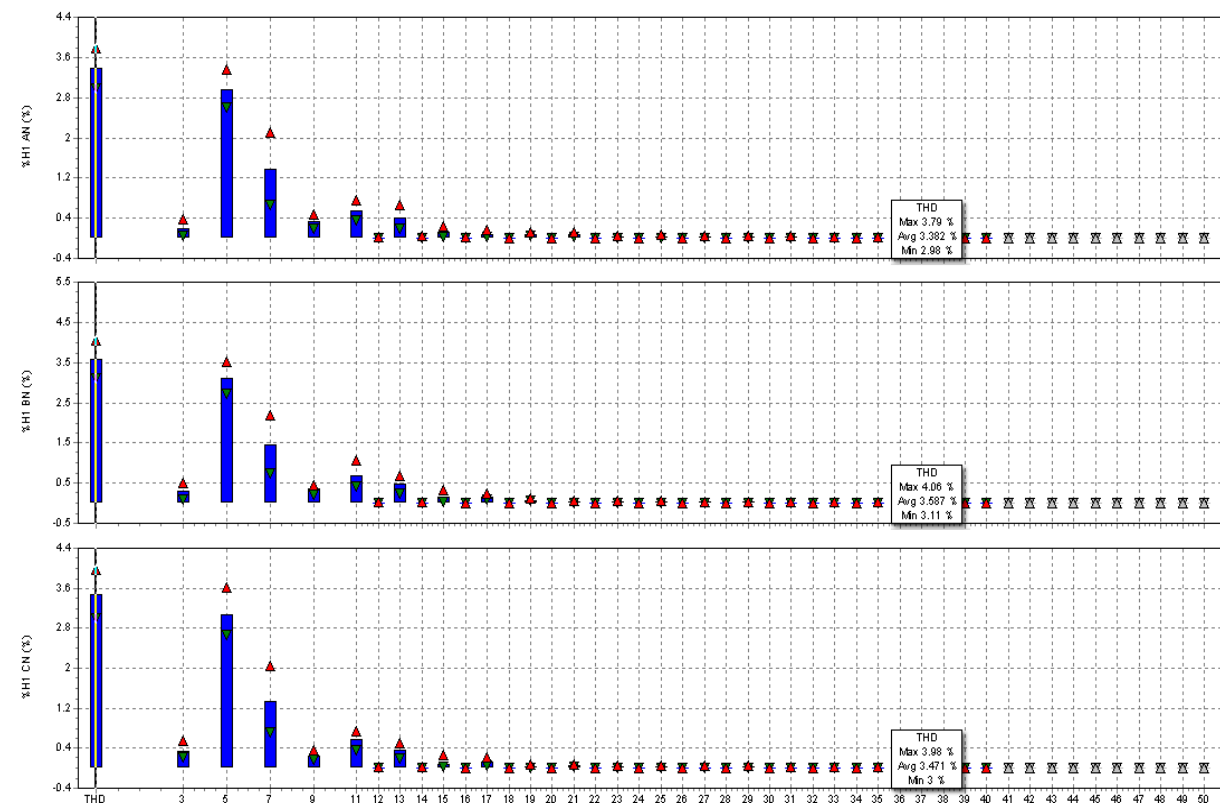 4.4
3.6
2.8
2
1.2
0.4
-0.4
%H1 AN (%)
THD
Max 3.79 %
Avg 3.382 %
Min 2.98 %
5.5
4.5
3.5
2.5
1.5
0.5
-0.5
%H1 BN (%)
THD
Max 4.06 %
Avg 3.587 %
Min 3.11 %
4.4
3.6
2.8
2
1.2
0.4
-0.4
%H1 CN (%)
THD
Max 3.98 %
Avg 3.471 %
Min 3 %
THD 3 5 7 9 11 12 13 14 15 16 17 18 19 20 21 22 23 24 25 26 27 28 29 30 31 32 33 34 35 36 37 38 39 40 41 42 43 44 45 46 47 48 49 50